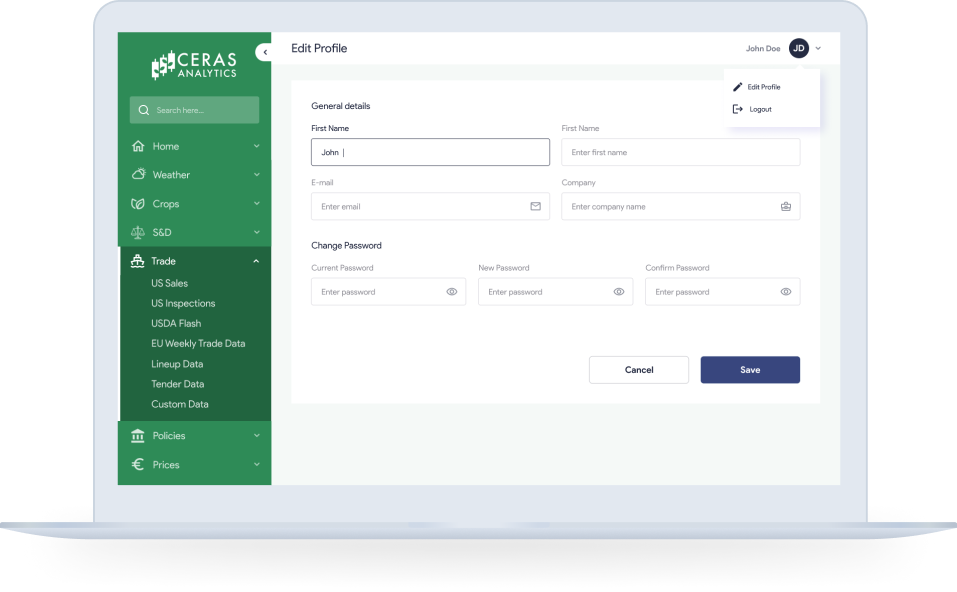 CERAS
ANALYTICS
Search here...
Home
Weather
Crops
S&D
Trade
US Sales
US Inspections
USDA Flash
EU Weekly Trade Data
Lineup Data
Tender Data
Custom Data
Policies
Prices
Edit Profile
John Doe JD
Edit Profile
Logout
General details
First Name First Name
John Enter first name
E-mail Company
Enter email Enter company name
Change Password
Current Password New Password Confirm Password
Enter password Enter password Enter password
Cancel Save